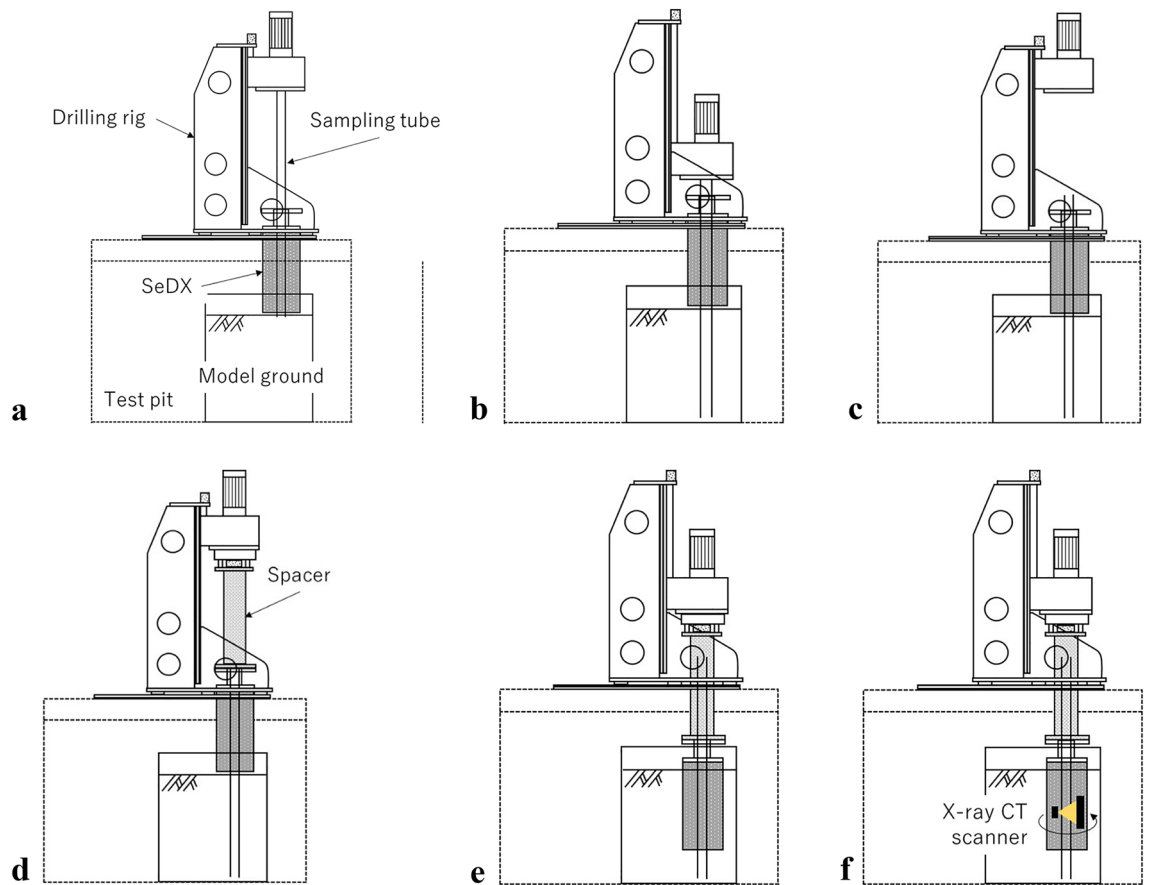 Drilling rig
Sampling tube
SeDX
Model ground
Test pit
a
b
c
Spacer
d
e
X-ray CT
scanner
f